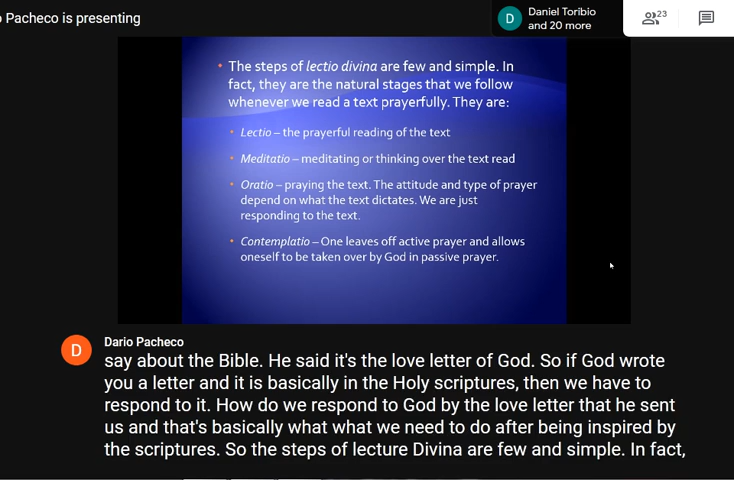 o Pacheco is presenting
D
Daniel Toríbio
and 20 more
23
• The steps of lectio divina are few and simple. In
fact, they are the natural stages that we follow
whenever we read a text prayerfully. They are:
• Lectio – the prayerful reading of the text
• Meditatio – meditating or thinking over the text read
• Oratio – praying the text. The attitude and type of prayer
depend on what the text dictates. We are just
responding to the text.
• Contemplatio – One leaves off active prayer and allows
oneself to be taken over by God in passive prayer.
D
Dario Pacheco
say about the Bible. He said it's the love letter of God. So if God wrote
you a letter and it is basically in the Holy scriptures, then we have to
respond to it. How do we respond to God by the love letter that he sent
us and that's basically what what we need to do after being inspired by
the scriptures. So the steps of lecture Divina are few and simple. In fact,